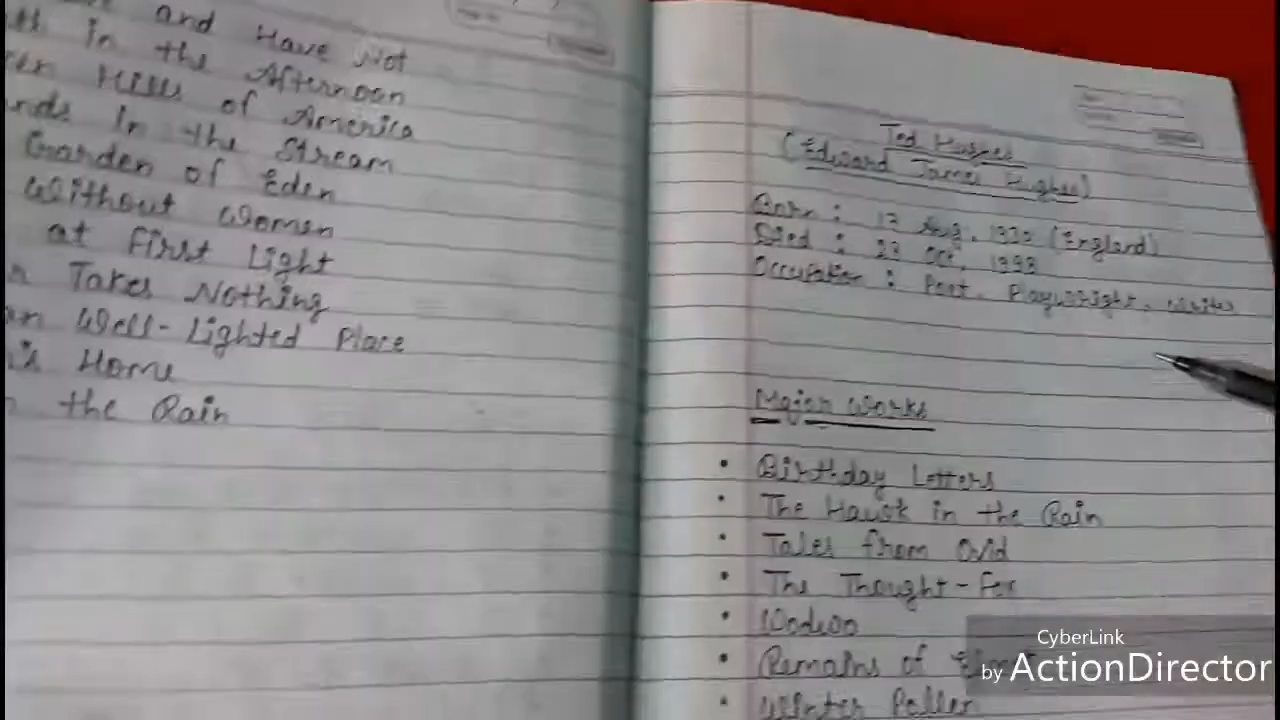 and Have Not
in the Afternoon
Hills of America
in the Stream
Garden of Eden
Without Women
at First Light
Takes Nothing
Well-Lighted Place
Home
the Rain
Ted Hughes
(Edward James Hughes)
Born : 17 Aug, 1930 (England)
Died : 28 Oct, 1998
Occupation : Poet, Playwright, Writer
Major Works
• Birthday Letters
• The Hawk in the Rain
• Tales from Ovid
• The Thought-Fox
• Wodwo
• Remains of
• Winter Pollen
CyberLink
by ActionDirector